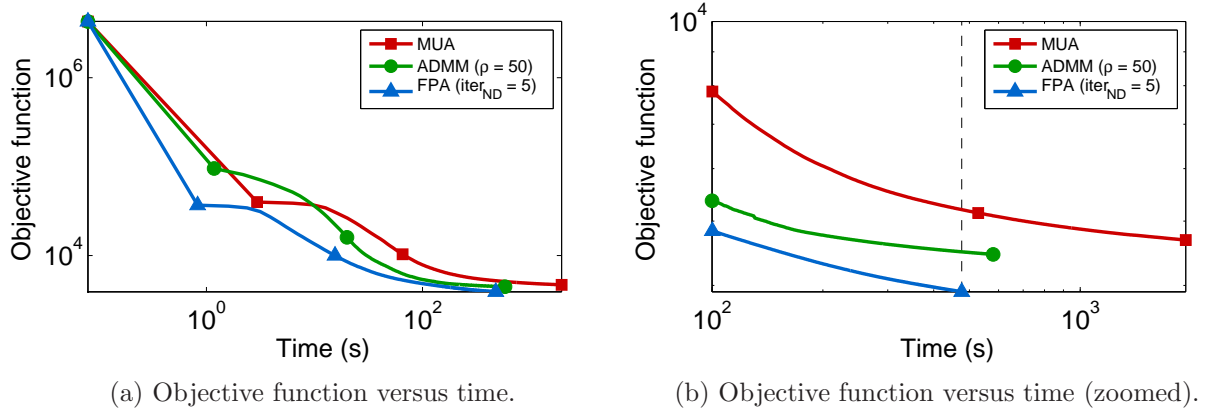 Objective function
10^6
10^4
10^0
10^2
Time (s)
MUA
ADMM (ρ = 50)
FPA (iter_ND = 5)
(a) Objective function versus time.
Objective function
10^4
10^2
10^3
Time (s)
MUA
ADMM (ρ = 50)
FPA (iter_ND = 5)
(b) Objective function versus time (zoomed).